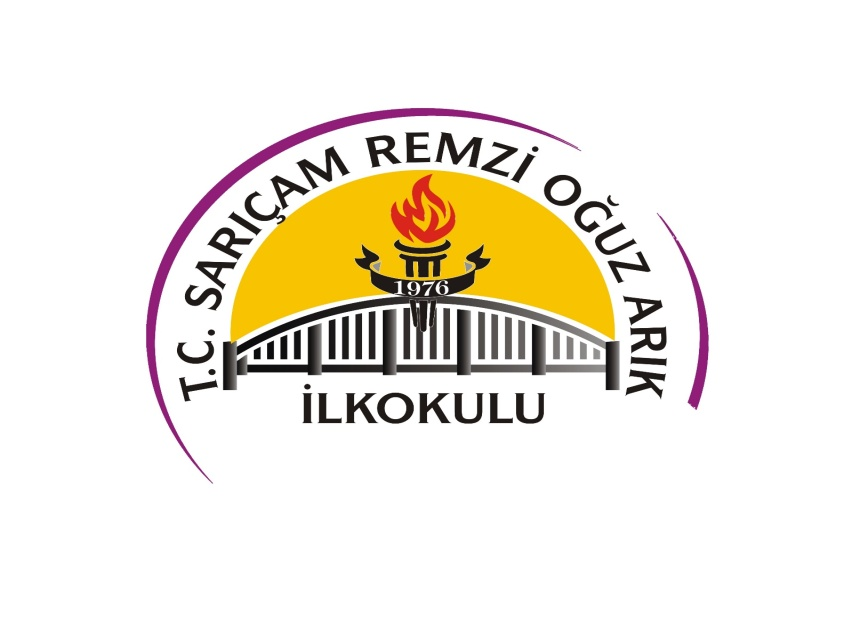 T.C. SARIÇAM REMZİ OĞUZ ARIK
1976
İLKOKULU